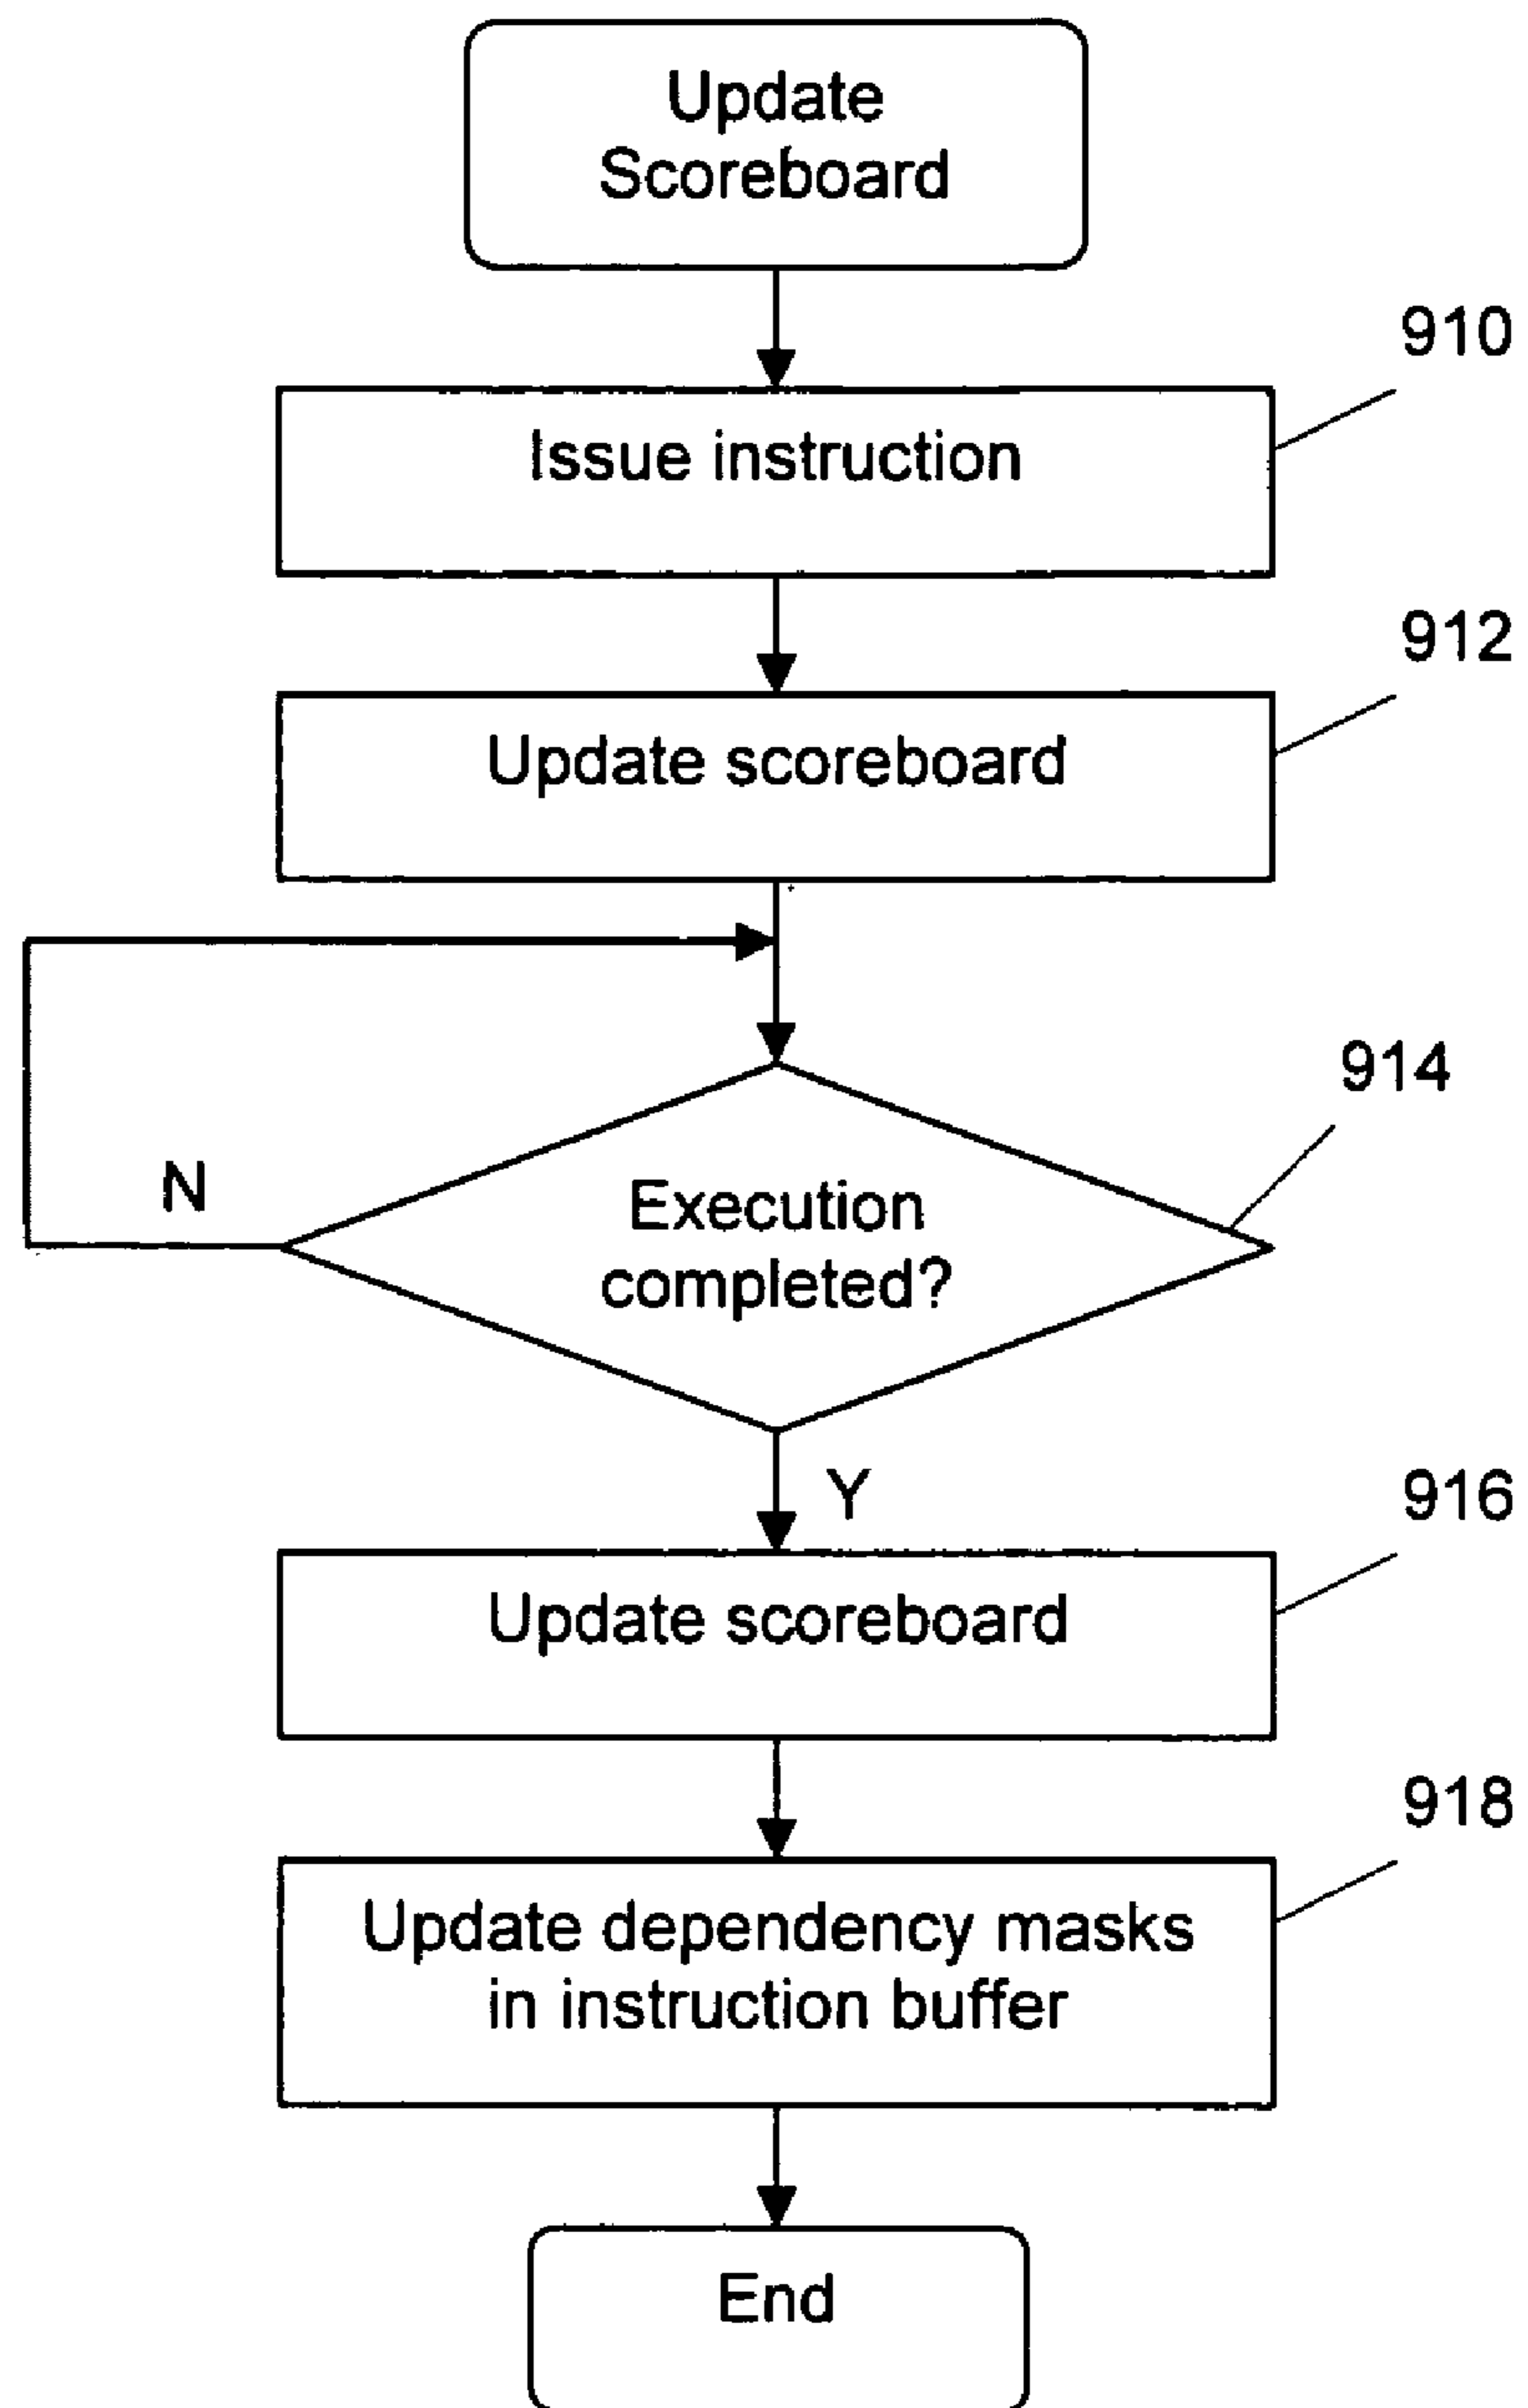 Update
Scoreboard
910
Issue instruction
912
Update scoreboard
914
N
Execution
completed?
Y
916
Update scoreboard
918
Update dependency masks
in instruction buffer
End